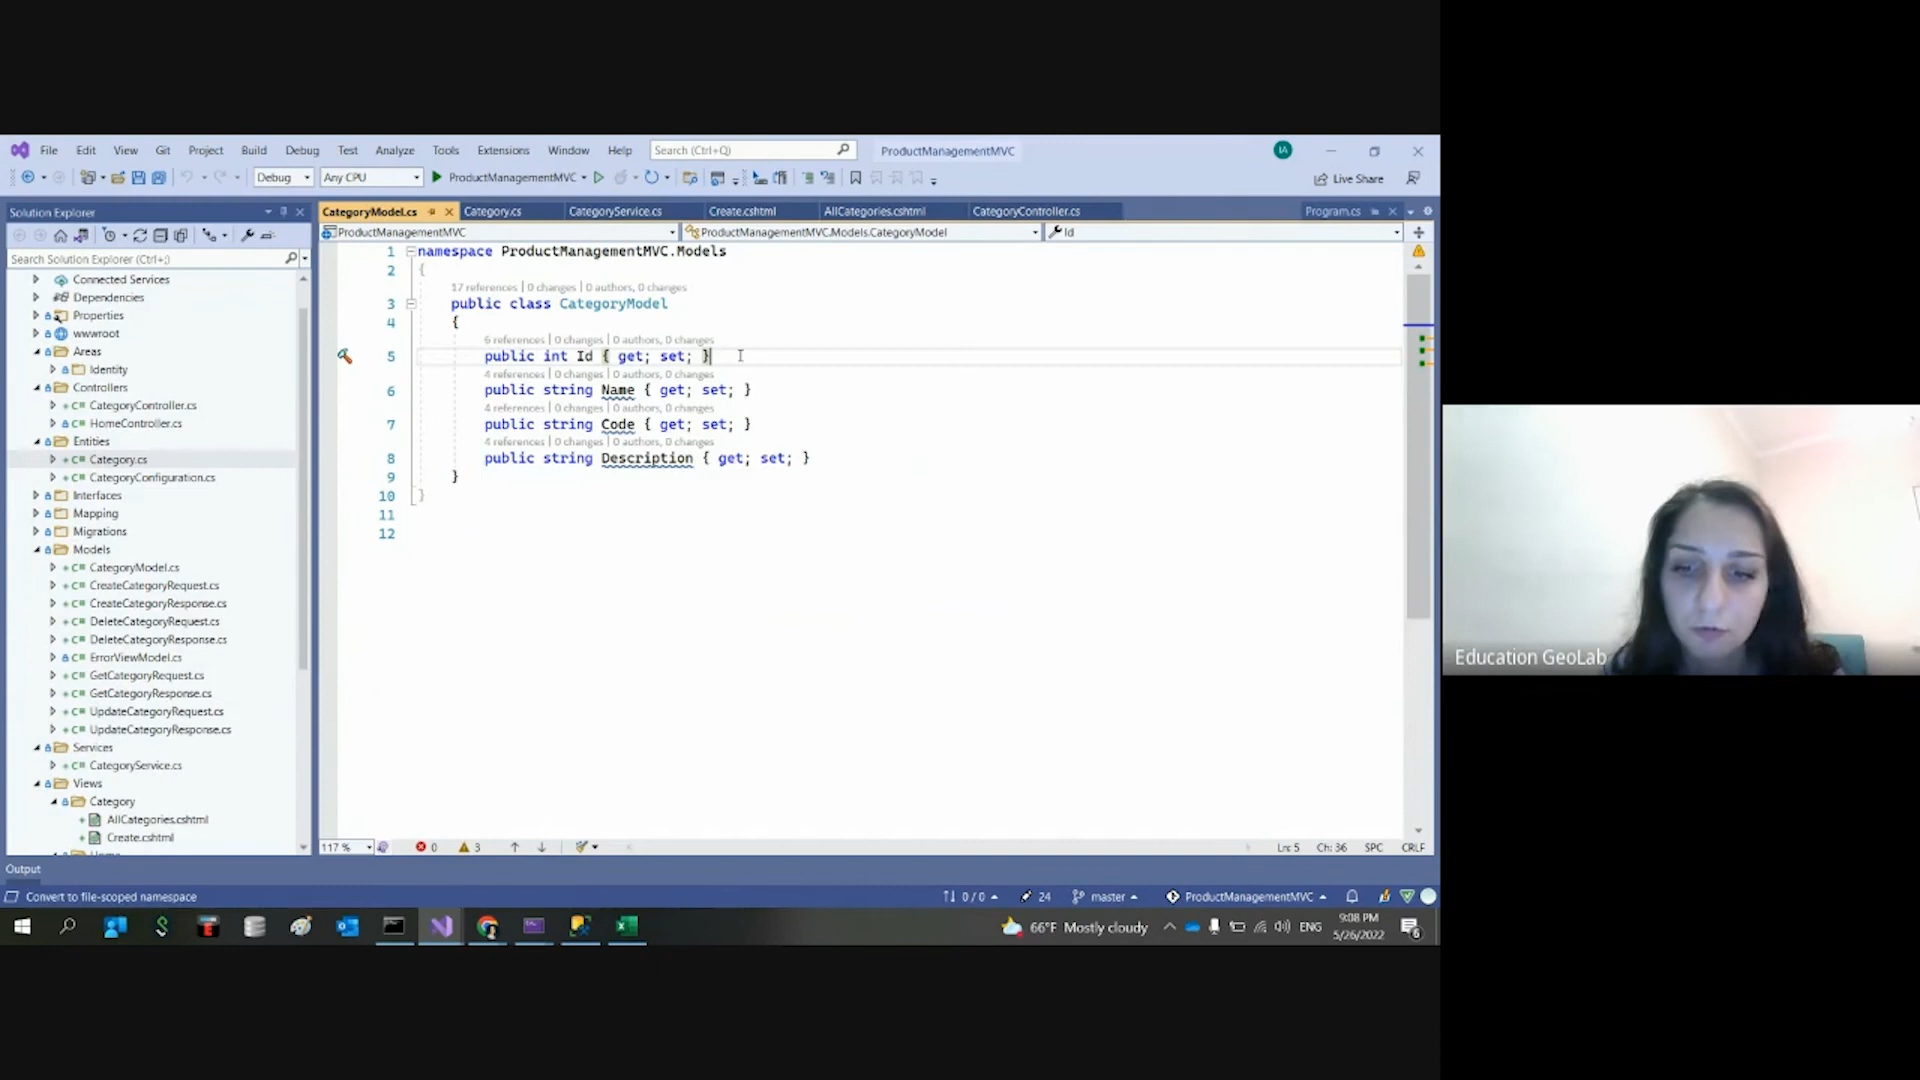 File Edit View Git Project Build Debug Test Analyze Tools Extensions Window Help Search (Ctrl+Q) ProductManagementMVC IA
Debug Any CPU ProductManagementMVC Live Share
Solution Explorer
Search Solution Explorer (Ctrl+;)
Connected Services
Dependencies
Properties
wwwroot
Areas
Identity
Controllers
C# CategoryController.cs
C# HomeController.cs
Entities
C# Category.cs
C# CategoryConfiguration.cs
Interfaces
Mapping
Migrations
Models
C# CategoryModel.cs
C# CreateCategoryRequest.cs
C# CreateCategoryResponse.cs
C# DeleteCategoryRequest.cs
C# DeleteCategoryResponse.cs
C# ErrorViewModel.cs
C# GetCategoryRequest.cs
C# GetCategoryResponse.cs
C# UpdateCategoryRequest.cs
C# UpdateCategoryResponse.cs
Services
C# CategoryService.cs
Views
Category
AllCategories.cshtml
Create.cshtml
CategoryModel.cs Category.cs CategoryService.cs Create.cshtml AllCategories.cshtml CategoryController.cs Program.cs
ProductManagementMVC ProductManagementMVC.Models.CategoryModel Id
1 namespace ProductManagementMVC.Models
2 {
17 references | 0 changes | 0 authors, 0 changes
3 public class CategoryModel
4 {
6 references | 0 changes | 0 authors, 0 changes
5 public int Id { get; set; }
4 references | 0 changes | 0 authors, 0 changes
6 public string Name { get; set; }
4 references | 0 changes | 0 authors, 0 changes
7 public string Code { get; set; }
4 references | 0 changes | 0 authors, 0 changes
8 public string Description { get; set; }
9 }
10 }
11
12
117 % 0 3 Ln: 5 Ch: 36 SPC CRLF
Output
Convert to file-scoped namespace 0 / 0 24 master ProductManagementMVC
66°F Mostly cloudy ENG 9:08 PM
5/26/2022 6
Education GeoLab